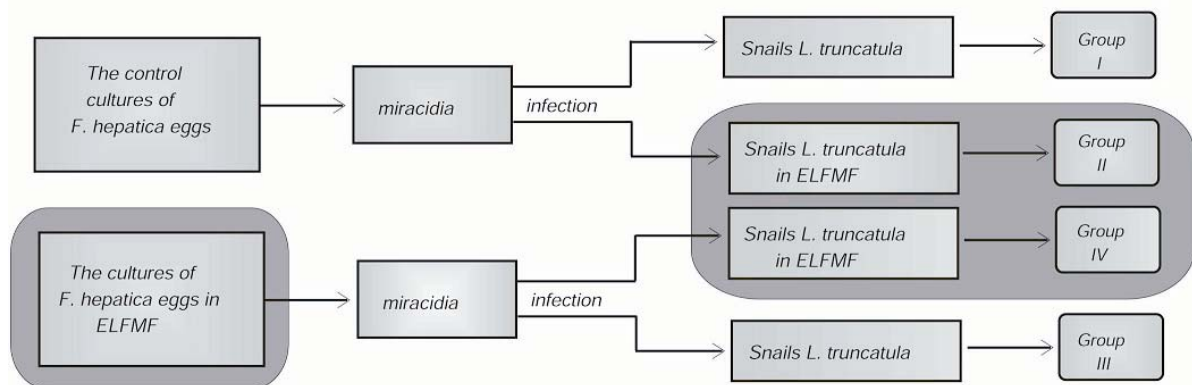 The control
cultures of
F. hepatica eggs
miracidia
infection
Snails L. truncatula
Group
I
Snails L. truncatula
in ELFMF
Group
II
The cultures of
F. hepatica eggs in
ELFMF
miracidia
infection
Snails L. truncatula
in ELFMF
Group
IV
Snails L. truncatula
Group
III